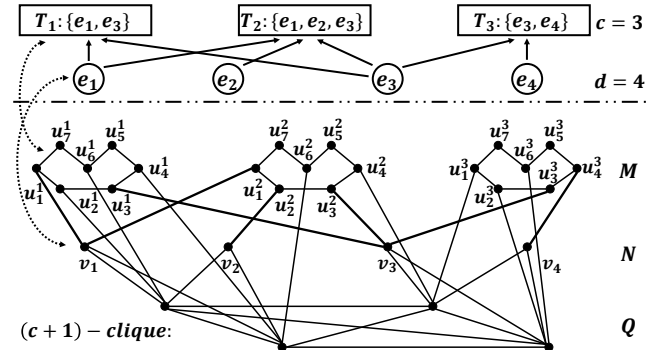 T₁: {e₁, e₃} T₂: {e₁, e₂, e₃} T₃: {e₃, e₄} c = 3
e₁ e₂ e₃ e₄ d = 4
u₇¹ u₅¹ u₇² u₅² u₇³ u₅³
u₆¹ u₆² u₆³
u₁¹ u₄¹ u₁² u₄² u₁³ u₄³ M
u₂¹ u₃¹ u₂² u₃² u₂³ u₃³
v₁ v₂ v₃ v₄ N
(c + 1) − clique: Q